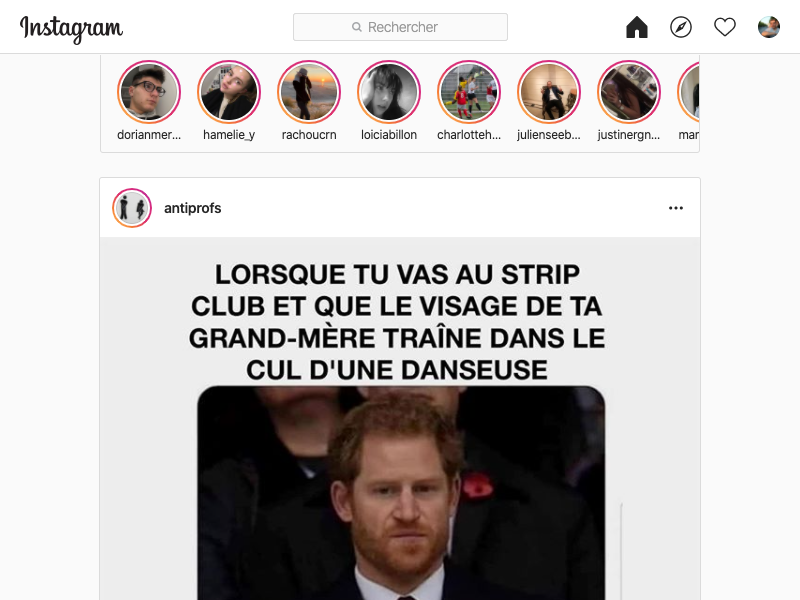 Instagram
Rechercher
dorianmer...
hamelie_y
rachoucrn
loiciabillon
charlotteh...
julienseeb...
justinergn...
mar
antiprofs
LORSQUE TU VAS AU STRIP
CLUB ET QUE LE VISAGE DE TA
GRAND-MÈRE TRAÎNE DANS LE
CUL D'UNE DANSEUSE